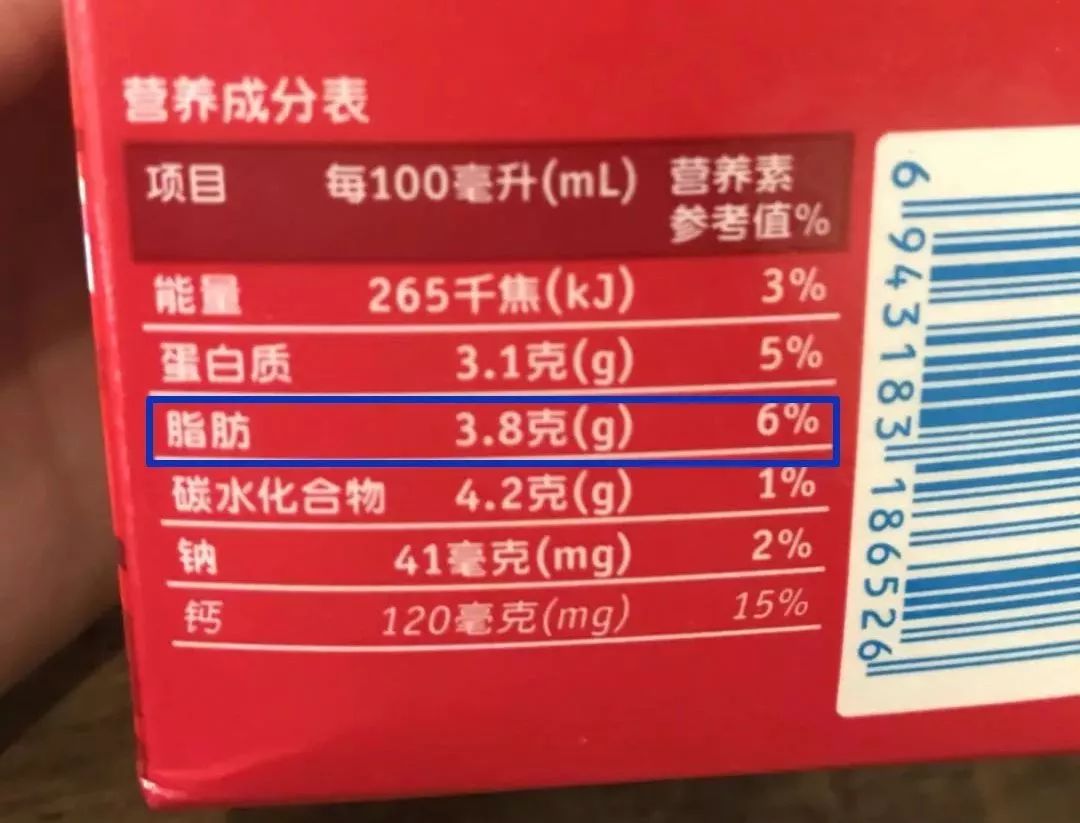 营养成分表
项目 每100毫升(mL) 营养素参考值%
能量 265千焦(kJ) 3%
蛋白质 3.1克(g) 5%
脂肪 3.8克(g) 6%
碳水化合物 4.2克(g) 1%
钠 41毫克(mg) 2%
钙 120毫克(mg) 15%
6 943183 186526